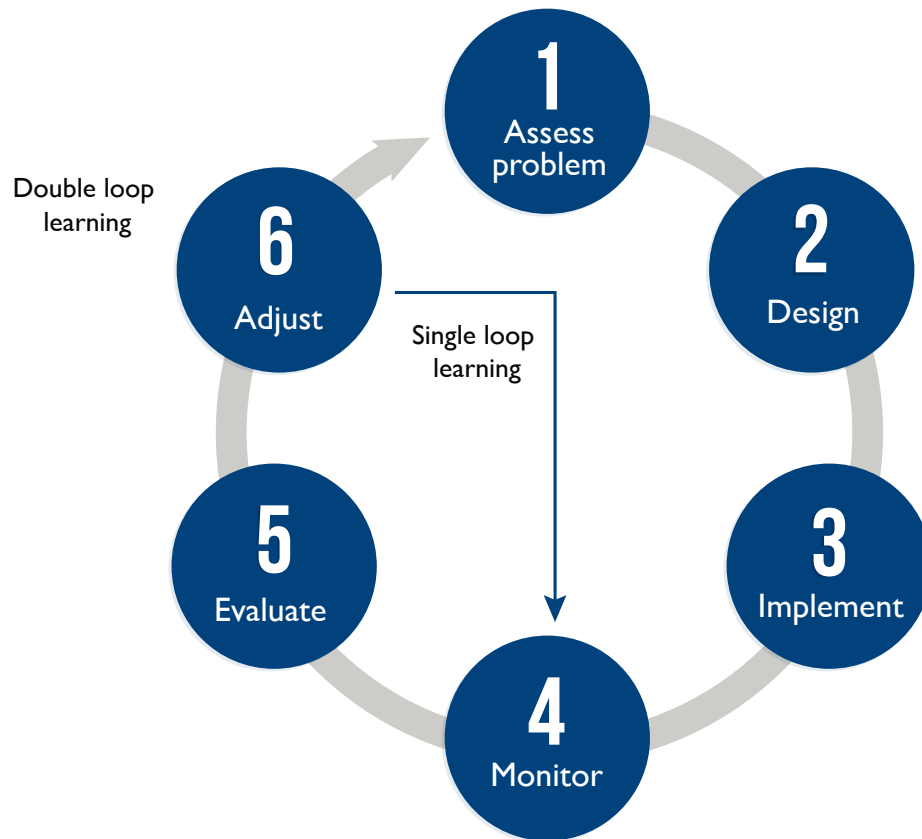 1
Assess
problem
2
Design
3
Implement
4
Monitor
5
Evaluate
6
Adjust
Double loop
learning
Single loop
learning